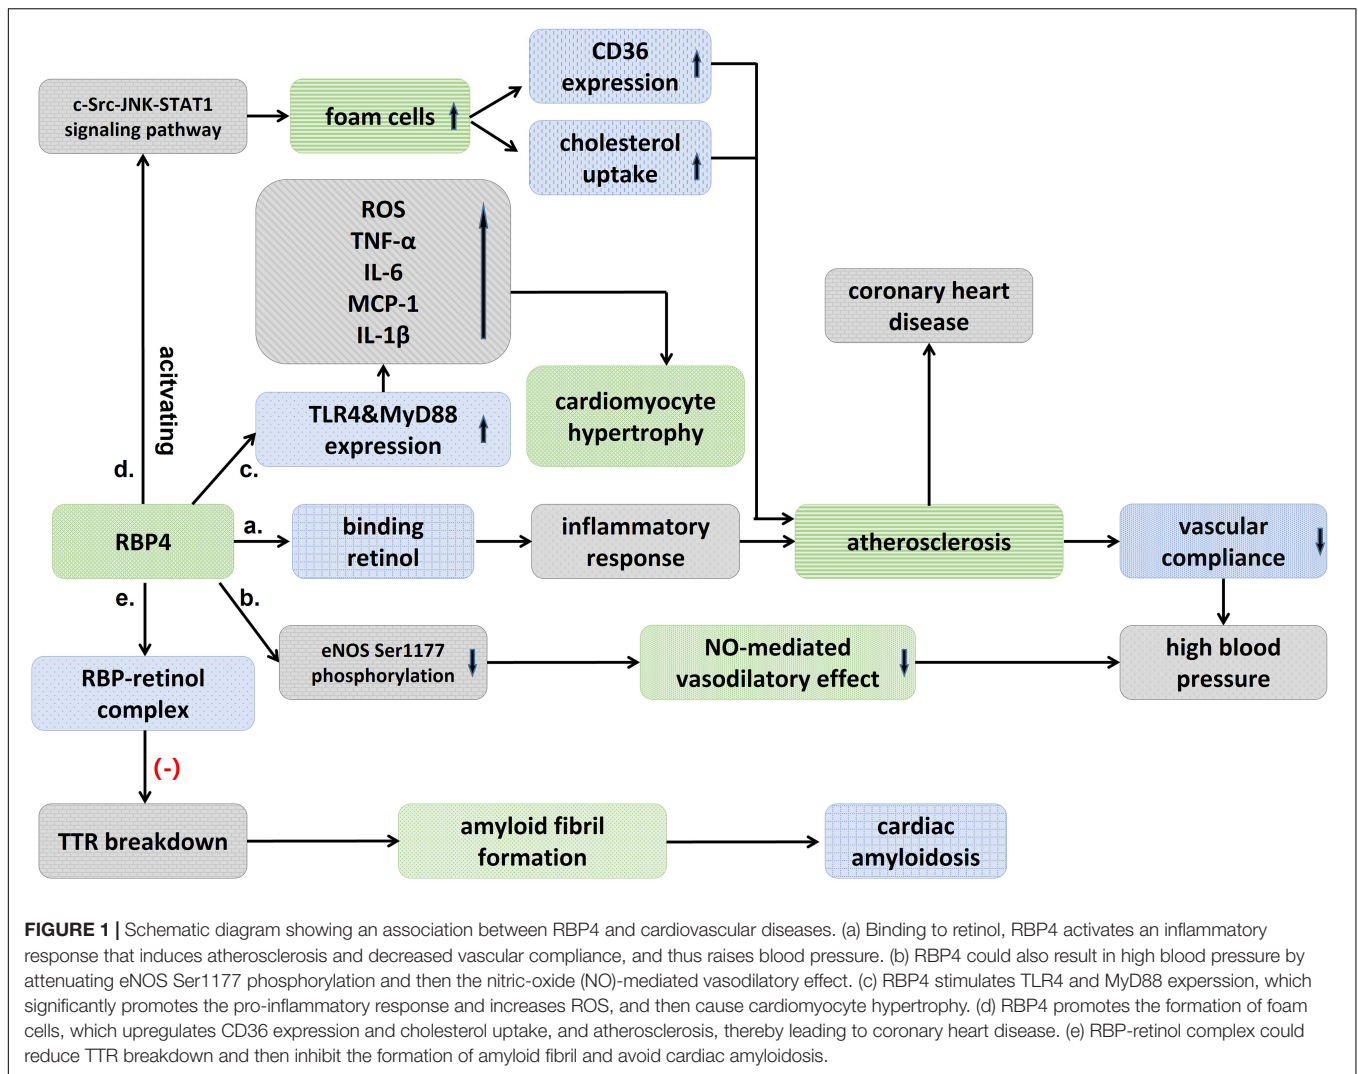 CD36
expression
c-Src-JNK-STAT1
signaling pathway
foam cells
cholesterol
uptake
ROS
TNF-α
IL-6
MCP-1
IL-1β
coronary heart
disease
acitvating
cardiomyocyte
hypertrophy
TLR4&MyD88
expression
d.
c.
RBP4
a.
binding
retinol
inflammatory
response
atherosclerosis
vascular
compliance
e.
b.
eNOS Ser1177
phosphorylation
NO-mediated
vasodilatory effect
high blood
pressure
RBP-retinol
complex
(-)
TTR breakdown
amyloid fibril
formation
cardiac
amyloidosis
FIGURE 1 | Schematic diagram showing an association between RBP4 and cardiovascular diseases. (a) Binding to retinol, RBP4 activates an inflammatory
response that induces atherosclerosis and decreased vascular compliance, and thus raises blood pressure. (b) RBP4 could also result in high blood pressure by
attenuating eNOS Ser1177 phosphorylation and then the nitric-oxide (NO)-mediated vasodilatory effect. (c) RBP4 stimulates TLR4 and MyD88 experssion, which
significantly promotes the pro-inflammatory response and increases ROS, and then cause cardiomyocyte hypertrophy. (d) RBP4 promotes the formation of foam
cells, which upregulates CD36 expression and cholesterol uptake, and atherosclerosis, thereby leading to coronary heart disease. (e) RBP-retinol complex could
reduce TTR breakdown and then inhibit the formation of amyloid fibril and avoid cardiac amyloidosis.